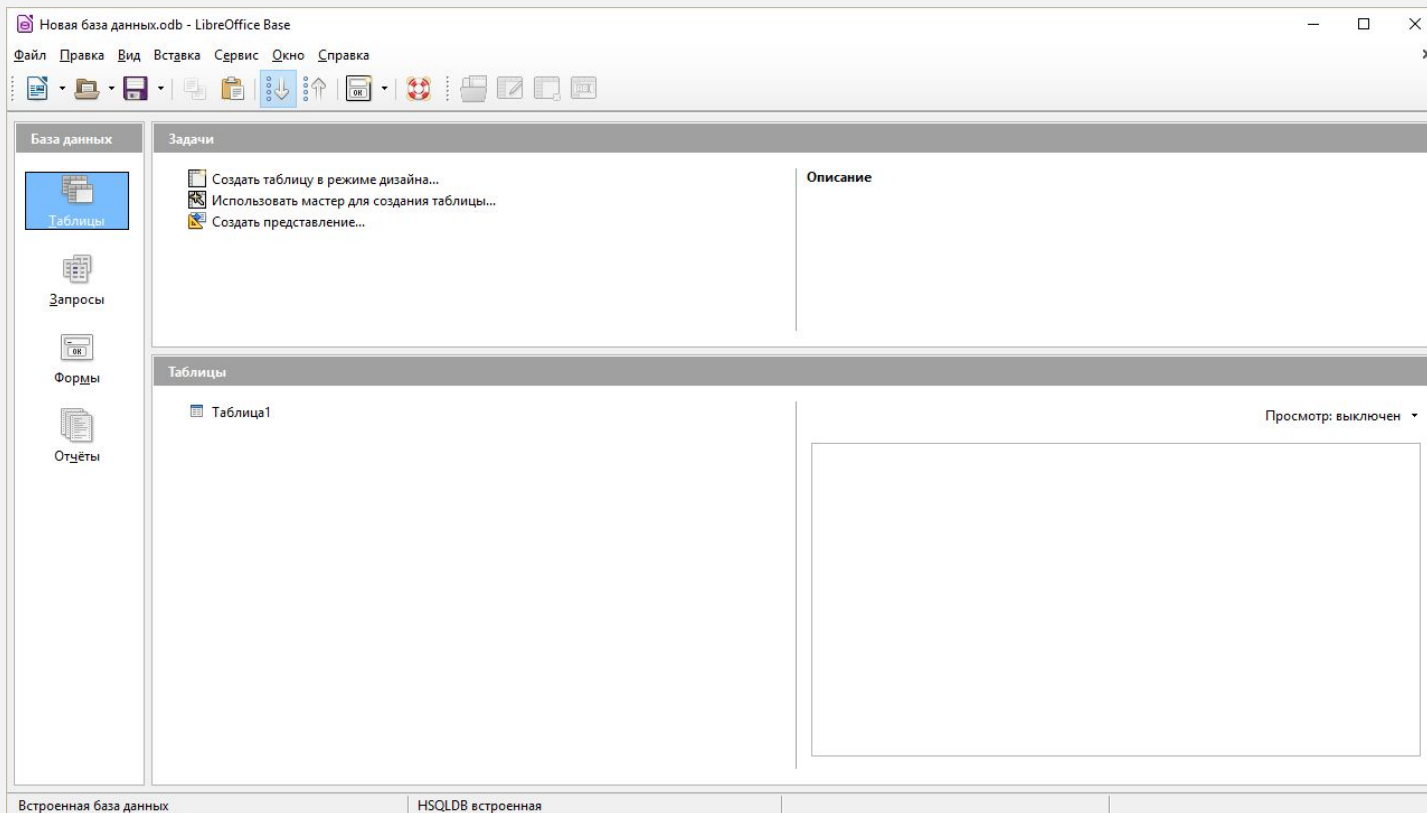 Новая база данных.odb - LibreOffice Base
Файл Правка Вид Вставка Сервис Окно Справка
База данных
Задачи
Таблицы
Создать таблицу в режиме дизайна...
Использовать мастер для создания таблицы...
Создать представление...
Описание
Запросы
Формы
Отчёты
Таблицы
Таблица1
Просмотр: выключен
Встроенная база данных
HSQLDB встроенная